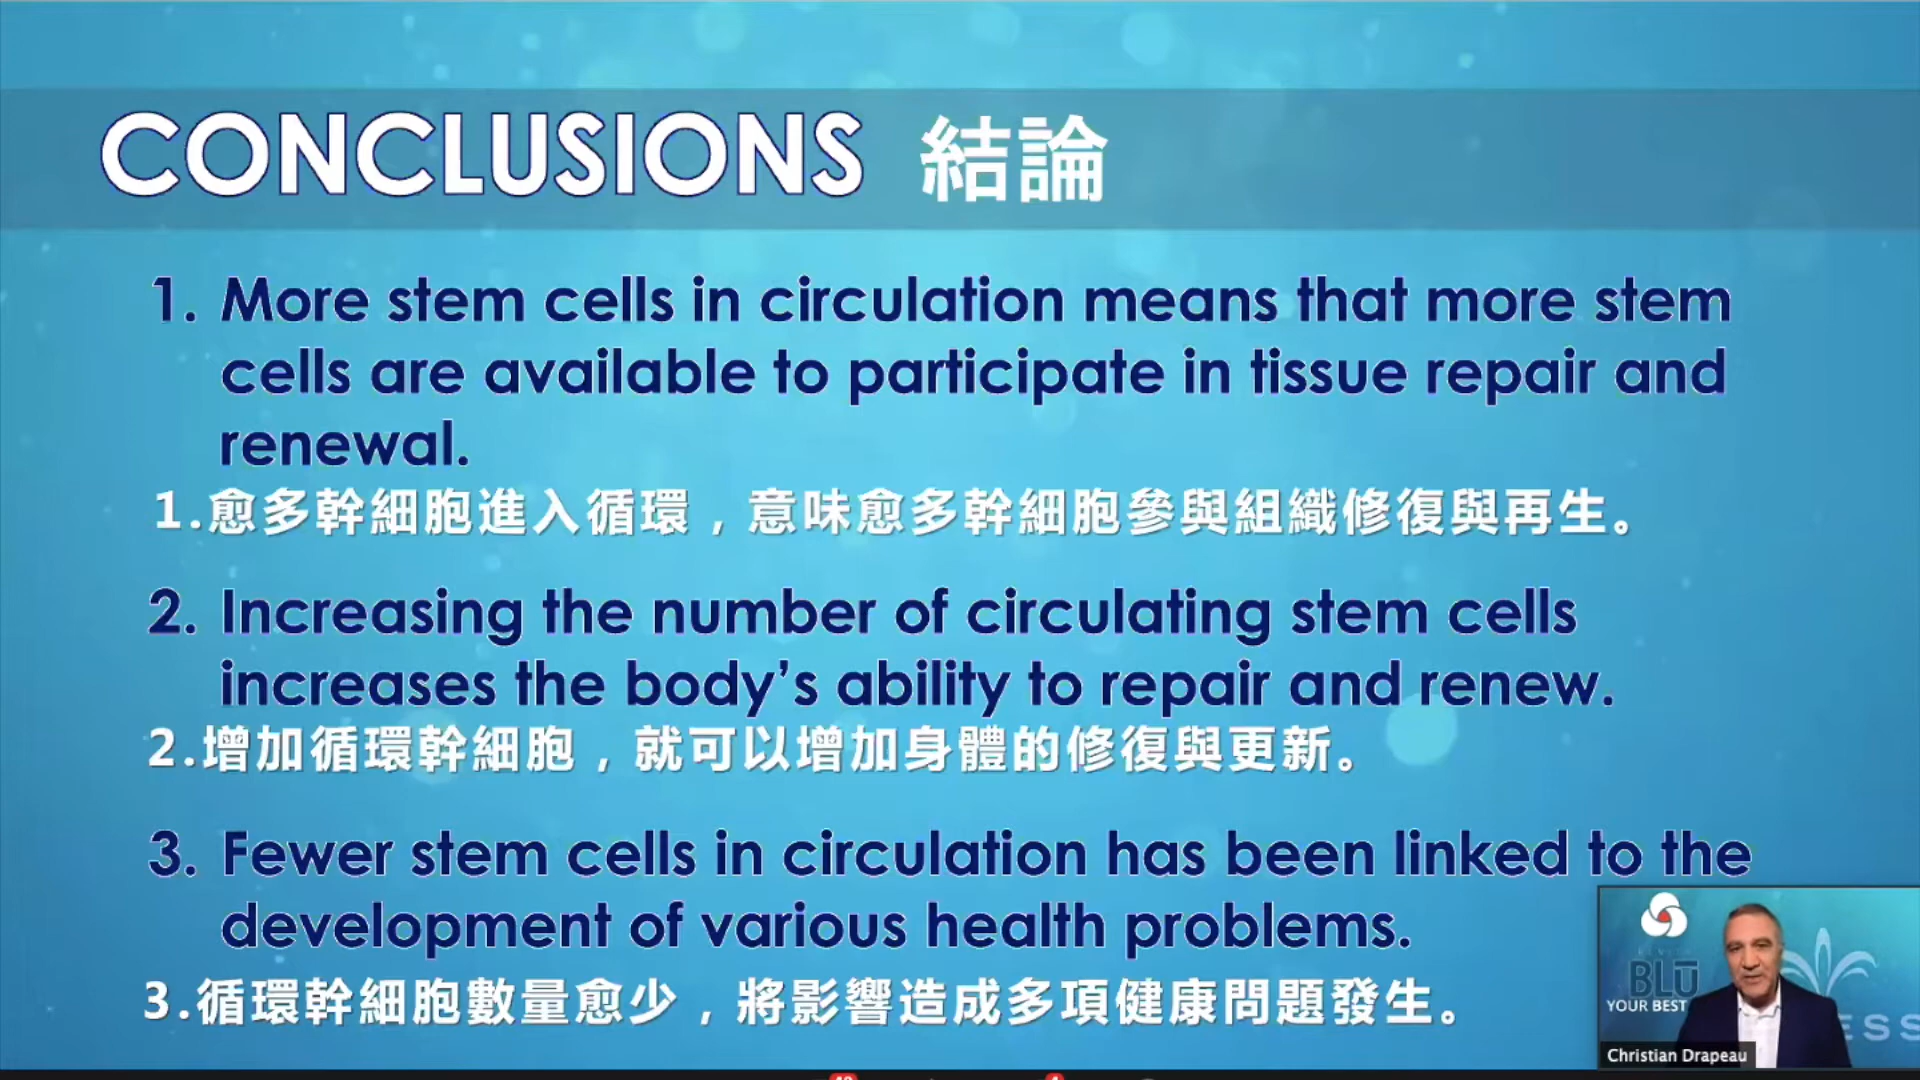 CONCLUSIONS 結論
1. More stem cells in circulation means that more stem
cells are available to participate in tissue repair and
renewal.
1.愈多幹細胞進入循環，意味愈多幹細胞參與組織修復與再生。
2. Increasing the number of circulating stem cells
increases the body’s ability to repair and renew.
2.增加循環幹細胞，就可以增加身體的修復與更新。
3. Fewer stem cells in circulation has been linked to the
development of various health problems.
3.循環幹細胞數量愈少，將影響造成多項健康問題發生。
BLŪ
YOUR BEST
ESS
Christian Drapeau